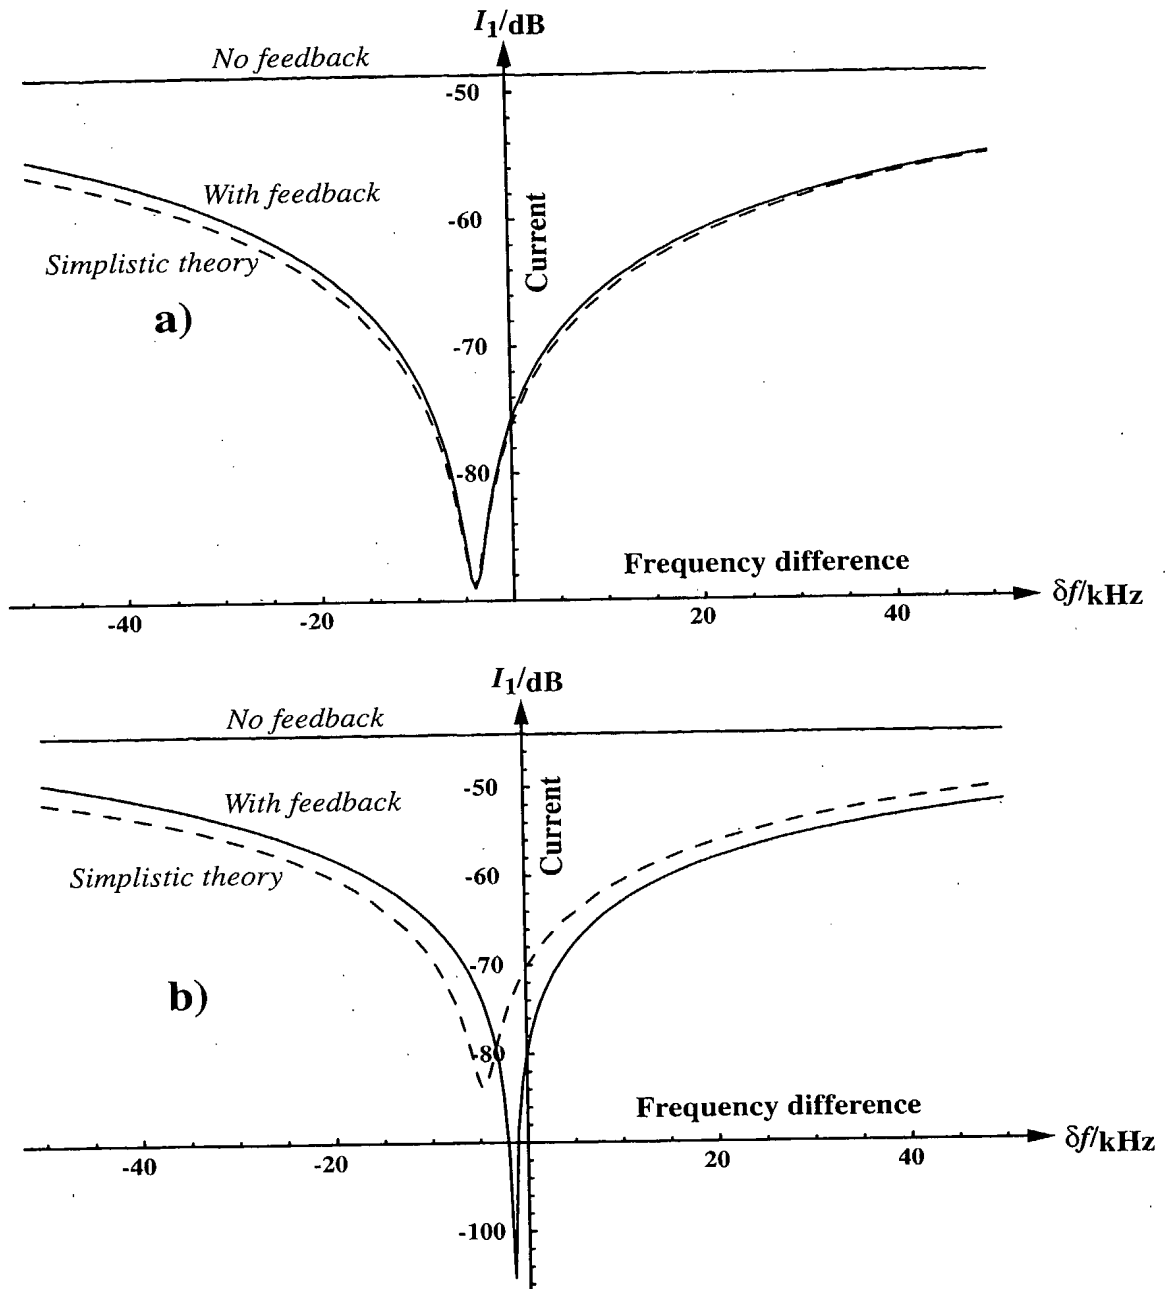 I1/dB
No feedback
-50
With feedback
-60
Current
Simplistic theory
a)
-70
-80
Frequency difference
δf/kHz
-40
-20
20
40
I1/dB
No feedback
-50
With feedback
Current
-60
Simplistic theory
-70
b)
-80
Frequency difference
δf/kHz
-40
-20
20
40
-100